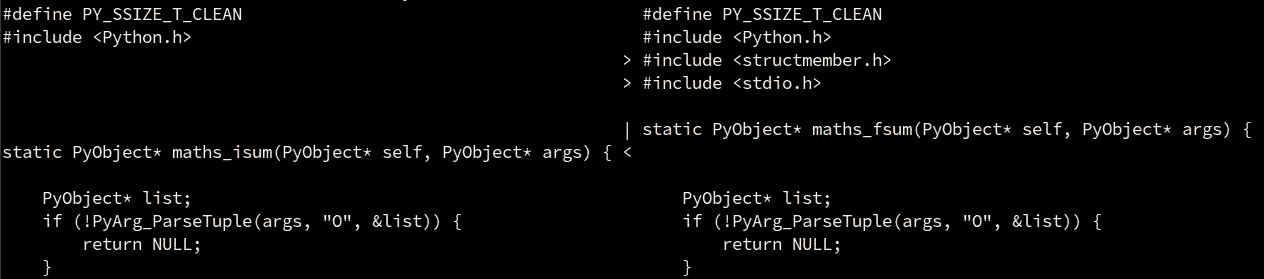 #define PY_SSIZE_T_CLEAN #define PY_SSIZE_T_CLEAN
#include <Python.h> #include <Python.h>
> #include <structmember.h>
> #include <stdio.h>
| static PyObject* maths_fsum(PyObject* self, PyObject* args) {
static PyObject* maths_isum(PyObject* self, PyObject* args) { <
PyObject* list; PyObject* list;
if (!PyArg_ParseTuple(args, "O", &list)) { if (!PyArg_ParseTuple(args, "O", &list)) {
return NULL; return NULL;
} }